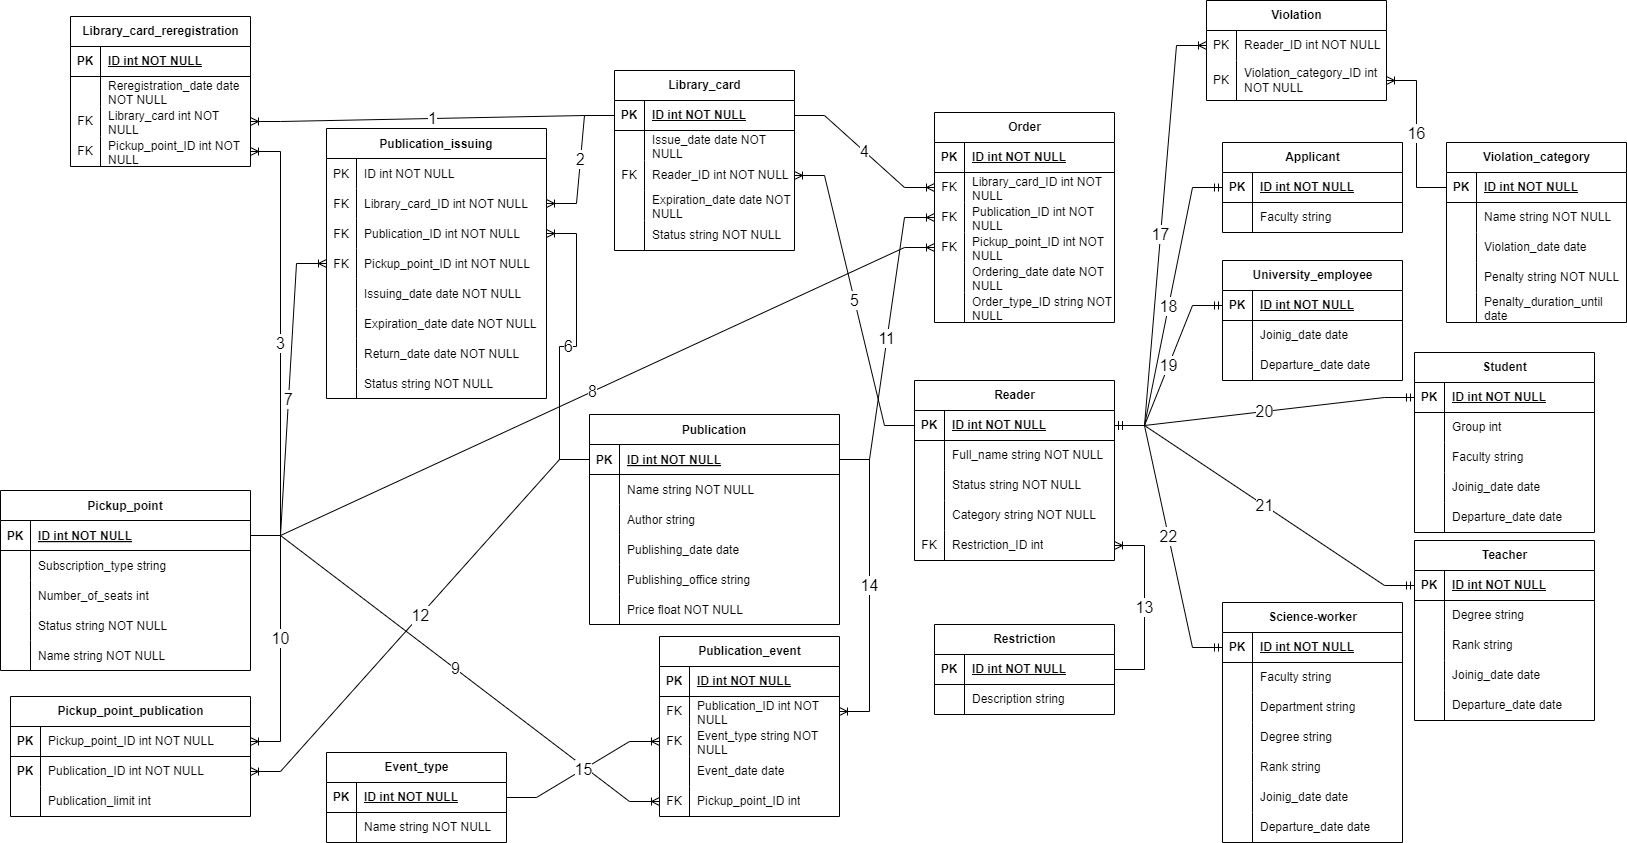 Library_card_reregistration
PK ID int NOT NULL
Reregistration_date date
NOT NULL
FK Library_card int NOT
NULL
FK Pickup_point_ID int NOT
NULL
Publication_issuing
PK ID int NOT NULL
FK Library_card_ID int NOT NULL
FK Publication_ID int NOT NULL
FK Pickup_point_ID int NOT NULL
Issuing_date date NOT NULL
Expiration_date date NOT NULL
Return_date date NOT NULL
Status string NOT NULL
Library_card
PK ID int NOT NULL
Issue_date date NOT
NULL
FK Reader_ID int NOT NULL
Expiration_date date NOT
NULL
Status string NOT NULL
Order
PK ID int NOT NULL
FK Library_card_ID int NOT
NULL
FK Publication_ID int NOT
NULL
FK Pickup_point_ID int NOT
NULL
Ordering_date date NOT
NULL
Order_type_ID string NOT
NULL
Violation
PK Reader_ID int NOT NULL
PK Violation_category_ID int
NOT NULL
Applicant
PK ID int NOT NULL
Faculty string
Violation_category
PK ID int NOT NULL
Name string NOT NULL
Violation_date date
Penalty string NOT NULL
Penalty_duration_until
date
University_employee
PK ID int NOT NULL
Joinig_date date
Departure_date date
Student
PK ID int NOT NULL
Group int
Faculty string
Joinig_date date
Departure_date date
Reader
PK ID int NOT NULL
Full_name string NOT NULL
Status string NOT NULL
Category string NOT NULL
FK Restriction_ID int
Publication
PK ID int NOT NULL
Name string NOT NULL
Author string
Publishing_date date
Publishing_office string
Price float NOT NULL
Pickup_point
PK ID int NOT NULL
Subscription_type string
Number_of_seats int
Status string NOT NULL
Name string NOT NULL
Teacher
PK ID int NOT NULL
Degree string
Rank string
Joinig_date date
Departure_date date
Science-worker
PK ID int NOT NULL
Faculty string
Department string
Degree string
Rank string
Joinig_date date
Departure_date date
Restriction
PK ID int NOT NULL
Description string
Publication_event
PK ID int NOT NULL
FK Publication_ID int NOT
NULL
FK Event_type string NOT
NULL
Event_date date
FK Pickup_point_ID int
Pickup_point_publication
PK Pickup_point_ID int NOT NULL
PK Publication_ID int NOT NULL
Publication_limit int
Event_type
PK ID int NOT NULL
Name string NOT NULL
1
2
3
4
5
6
7
8
9
10
11
12
13
14
15
16
17
18
19
20
21
22